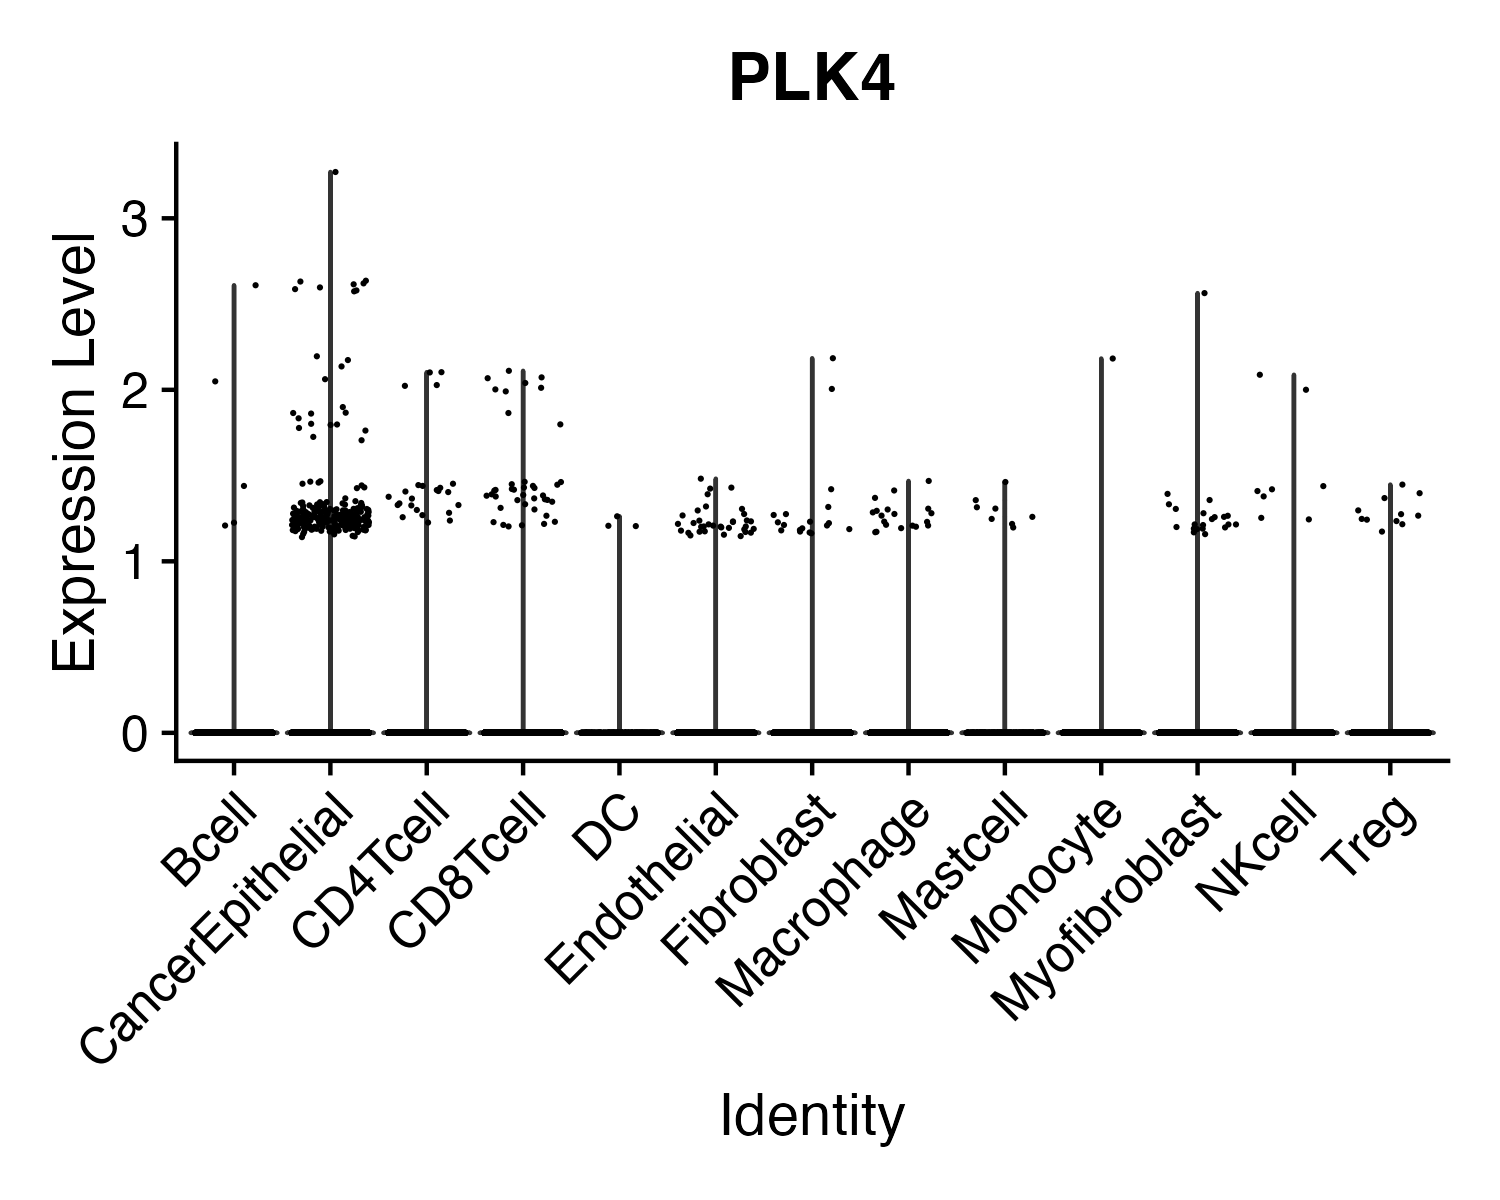 PLK4
Expression Level
3
2
1
0
Bcell
CancerEpithelial
CD4Tcell
CD8Tcell
DC
Endothelial
Fibroblast
Macrophage
Mastcell
Monocyte
Myofibroblast
NKcell
Treg
Identity